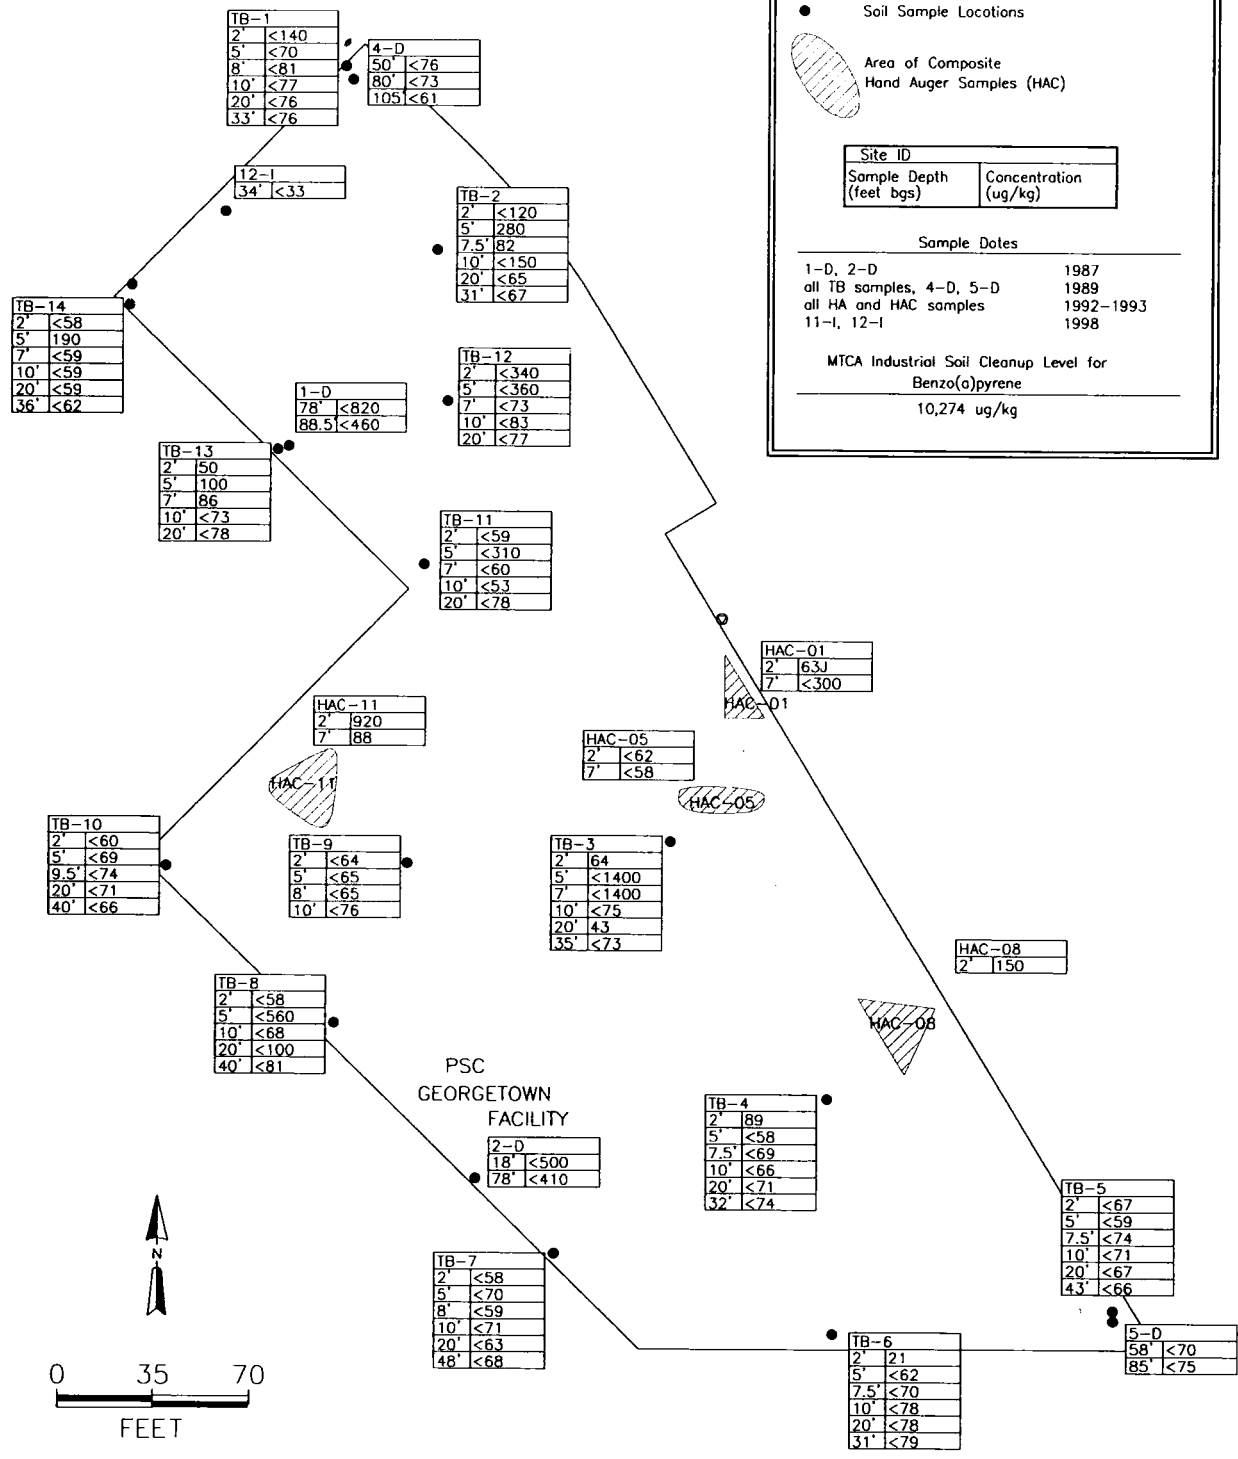 TB-1
2' <140
5' <70
8' <81
10' <77
20' <76
33' <76
4-D
50' <76
80' <73
105' <61
Soil Sample Locations
Area of Composite
Hand Auger Samples (HAC)
Site ID
Sample Depth (feet bgs) Concentration (ug/kg)
Sample Dates
1-D, 2-D 1987
all TB samples, 4-D, 5-D 1989
all HA and HAC samples 1992-1993
11-I, 12-I 1998
MTCA Industrial Soil Cleanup Level for
Benzo(a)pyrene
10,274 ug/kg
12-I
34' <33
TB-2
2' <120
5' 280
7.5' 82
10' <150
20' <65
31' <67
TB-14
2' <58
5' 190
7' <59
10' <59
20' <59
36' <62
TB-12
2' <340
5' <360
7' <73
10' <83
20' <77
1-D
78' <820
88.5' <460
TB-13
2' 50
5' 100
7' 86
10' <73
20' <78
TB-11
2' <59
5' <310
7' <60
10' <53
20' <78
HAC-01
2' 63J
7' <300
HAC-01
HAC-11
2' 920
7' 88
HAC-11
HAC-05
2' <62
7' <58
HAC-05
TB-10
2' <60
5' <69
9.5' <74
20' <71
40' <66
TB-9
2' <64
5' <65
8' <65
10' <76
TB-3
2' 64
5' <1400
7' <1400
10' <75
20' 43
35' <73
HAC-08
2' 150
HAC-08
TB-8
2' <58
5' <560
10' <68
20' <100
40' <81
PSC
GEORGETOWN
FACILITY
2-D
18' <500
78' <410
TB-4
2' 89
5' <58
7.5' <69
10' <66
20' <71
32' <74
TB-5
2' <67
5' <59
7.5' <74
10' <71
20' <67
43' <66
TB-7
2' <58
5' <70
8' <59
10' <71
20' <63
48' <68
5-D
58' <70
85' <75
TB-6
2' 21
5' <62
7.5' <70
10' <78
20' <78
31' <79
N
0 35 70
FEET